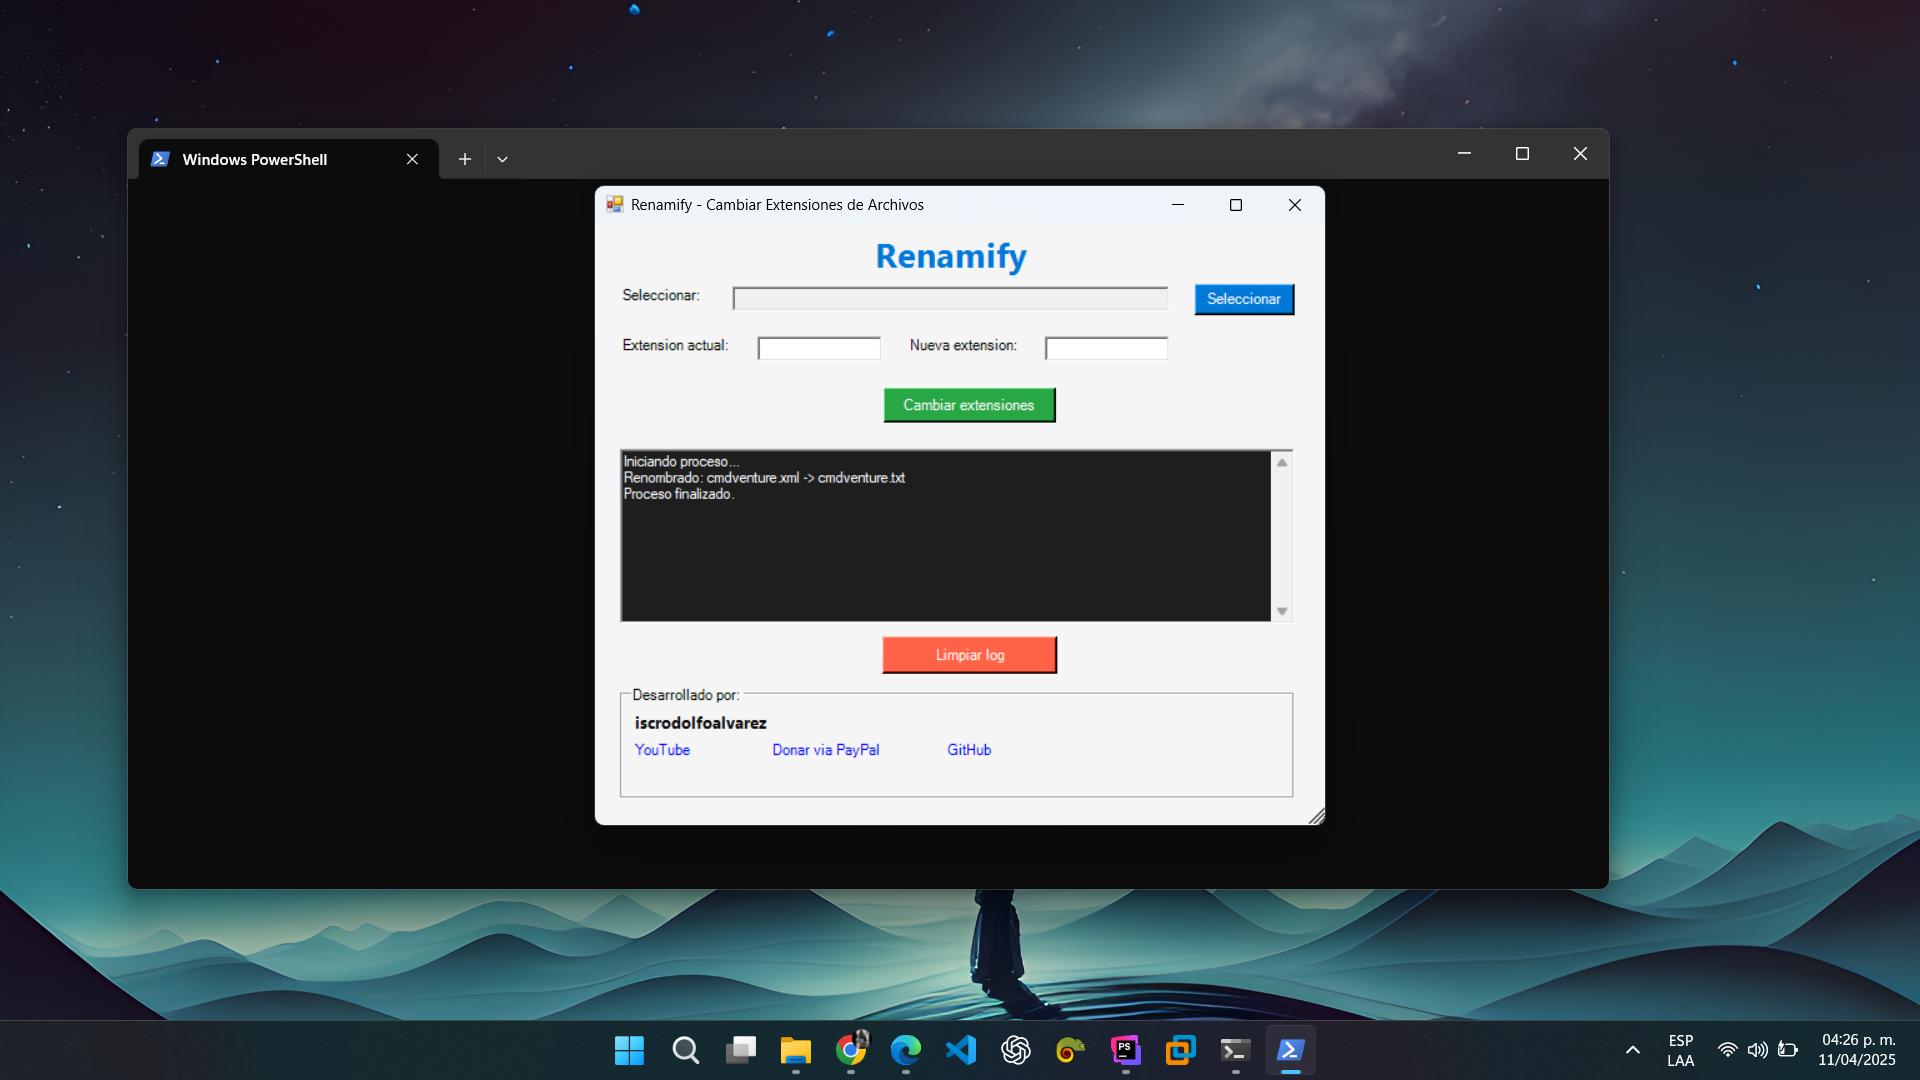 Windows PowerShell
Renamify - Cambiar Extensiones de Archivos
Renamify
Seleccionar:
Seleccionar
Extension actual:
Nueva extension:
Cambiar extensiones
Iniciando proceso...
Renombrado: cmdventure.xml -> cmdventure.txt
Proceso finalizado.
Limpiar log
Desarrollado por:
iscrodolfoalvarez
YouTube
Donar via PayPal
GitHub
PS
ESP
LAA
04:26 p. m.
11/04/2025